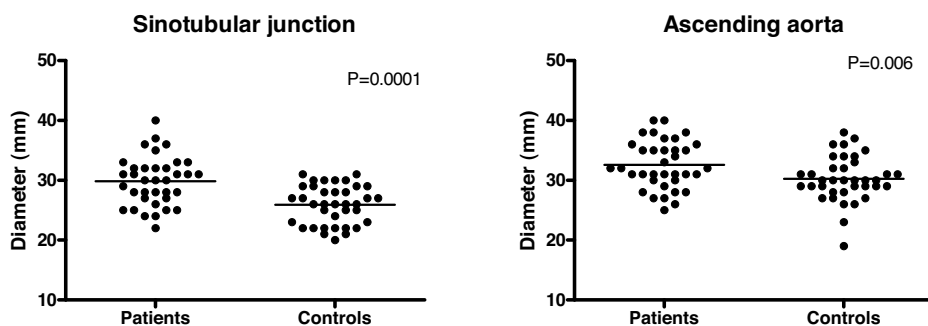 Sinotubular junction
50
40
30
20
10
Diameter (mm)
P=0.0001
Patients
Controls
Ascending aorta
50
40
30
20
10
Diameter (mm)
P=0.006
Patients
Controls